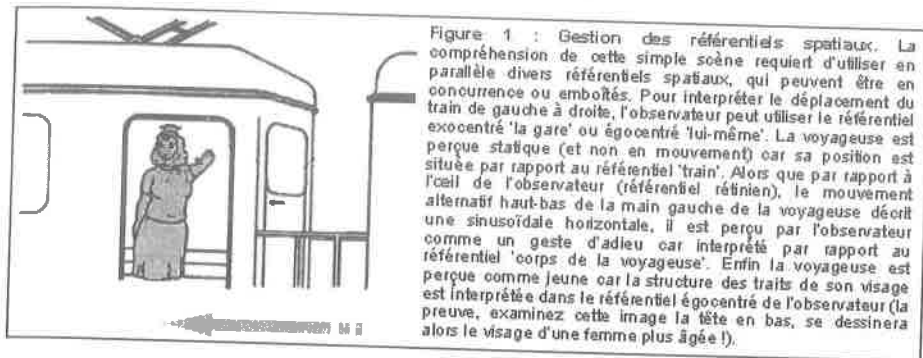 Figure 1 : Gestion des référentiels spatiaux. La
compréhension de cette simple scène requiert d'utiliser en
parallèle divers référentiels spatiaux, qui peuvent être en
concurrence ou emboîtés. Pour interpréter le déplacement du
train de gauche à droite, l'observateur peut utiliser le référentiel
exocentré 'la gare' ou égocentré 'lui-même'. La voyageuse est
perçue statique (et non en mouvement) car sa position est
située par rapport au référentiel 'train'. Alors que par rapport à
l'œil de l'observateur (référentiel rétinien), le mouvement
alternatif haut-bas de la main gauche de la voyageuse décrit
une sinusoïdale horizontale, il est perçu par l'observateur
comme un geste d'adieu car interprété par rapport au
référentiel 'corps de la voyageuse'. Enfin la voyageuse est
perçue comme jeune car la structure des traits de son visage
est interprétée dans le référentiel égocentré de l'observateur (la
preuve, examinez cette image la tête en bas, se dessinera
alors le visage d'une femme plus âgée !).